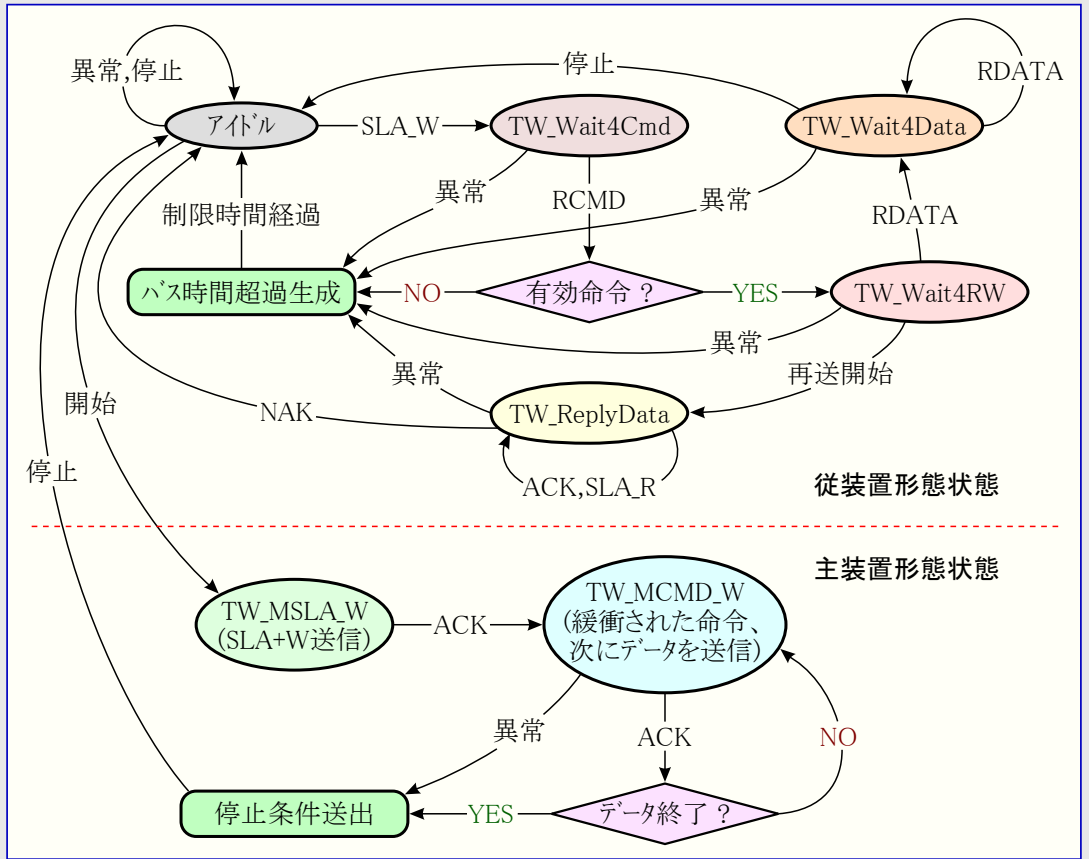 異常,停止
停止
RDATA
アイドル
SLA_W
TW_Wait4Cmd
TW_Wait4Data
異常
RCMD
異常
RDATA
制限時間経過
バス時間超過生成
NO
有効命令 ?
YES
TW_Wait4RW
異常
異常
再送開始
開始
NAK
TW_ReplyData
停止
ACK,SLA_R
従装置形態状態
主装置形態状態
TW_MSLA_W
(SLA+W送信)
ACK
TW_MCMD_W
(緩衝された命令、
次にデータを送信)
異常
ACK
NO
停止条件送出
YES
データ終了 ?